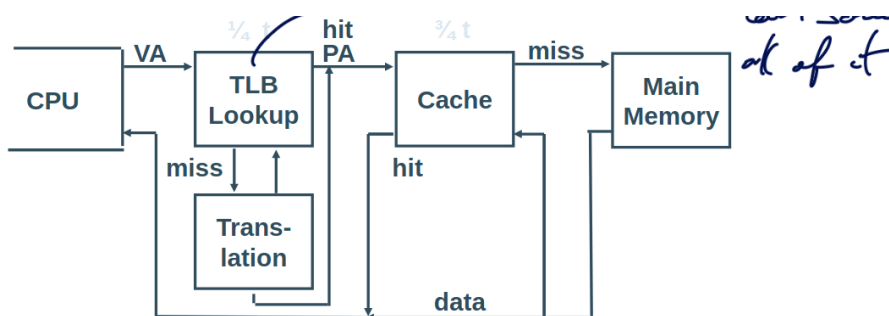 ¼ t
hit
¾ t
VA
PA
miss
CPU
TLB
Lookup
Cache
Main
Memory
of it
miss
hit
Trans-
lation
data